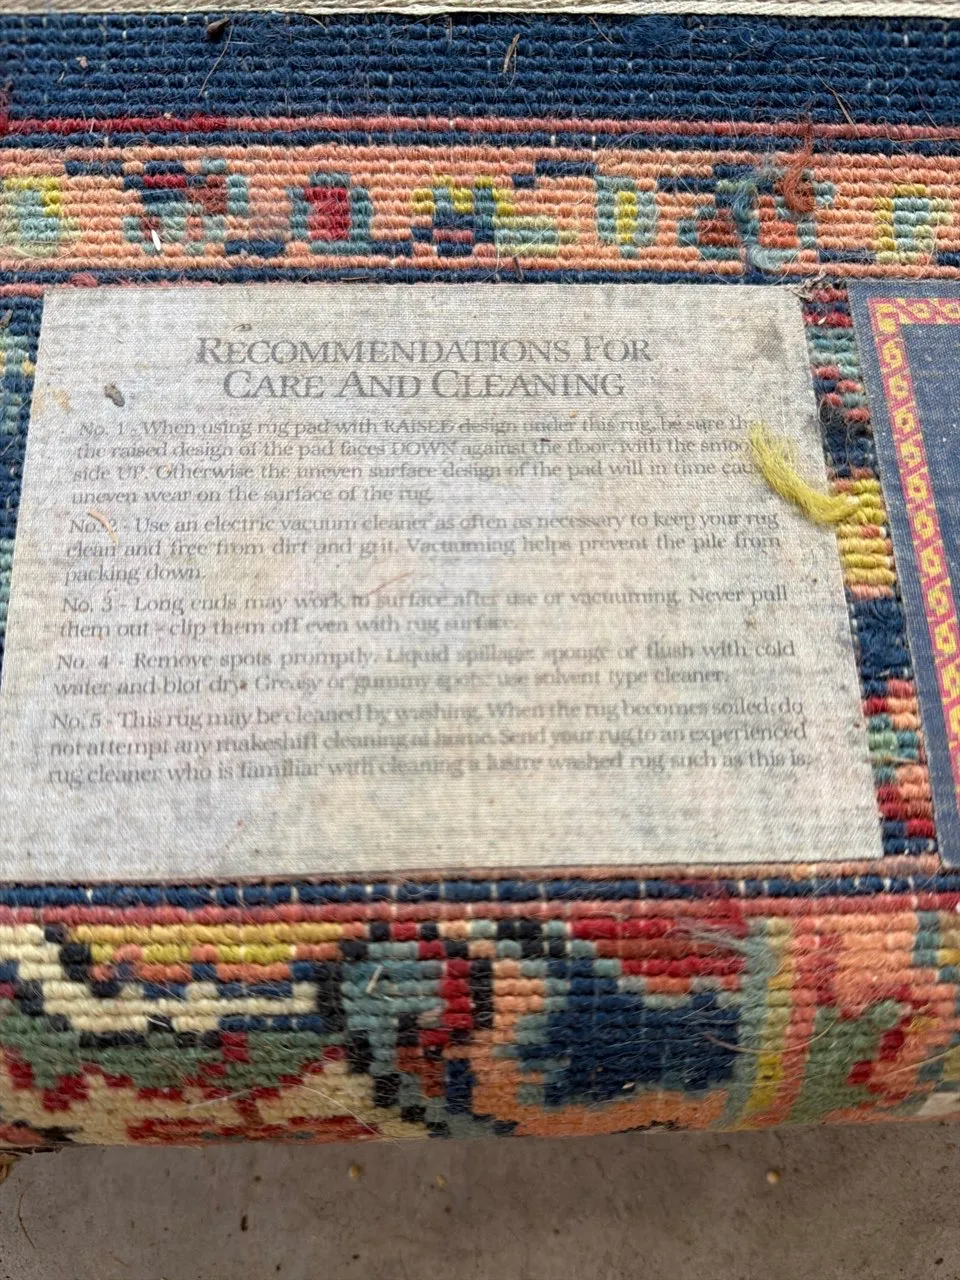 RECOMMENDATIONS FOR
CARE AND CLEANING
No. 1 - When using rug pad with RAISED design under this rug, be sure tha
the raised design of the pad faces DOWN against the floor, with the smoo
side UP. Otherwise the uneven surface design of the pad will in time cau
uneven wear on the surface of the rug.
No. 2 - Use an electric vacuum cleaner as often as necessary to keep your rug
clean and free from dirt and grit. Vacuuming helps prevent the pile from
packing down.
No. 3 - Long ends may work to surface after use or vacuuming. Never pull
them out - clip them off even with rug surface.
No. 4 - Remove spots promptly. Liquid spillage: sponge or flush with cold
water and blot dry. Greasy or gummy spots: use solvent type cleaner.
No. 5 - This rug may be cleaned by washing. When the rug becomes soiled, do
not attempt any makeshift cleaning at home. Send your rug to an experienced
rug cleaner who is familiar with cleaning a lustre washed rug such as this is.